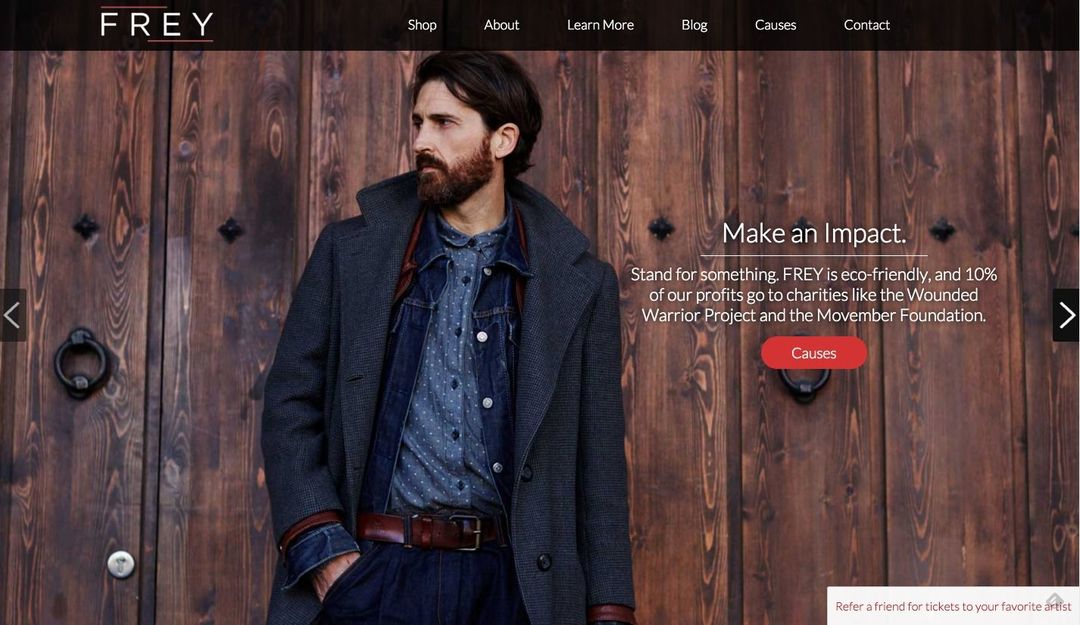 FREY
Shop
About
Learn More
Blog
Causes
Contact
Make an Impact.
Stand for something. FREY is eco-friendly, and 10%
of our profits go to charities like the Wounded
Warrior Project and the Movember Foundation.
Causes
Refer a friend for tickets to your favorite artist